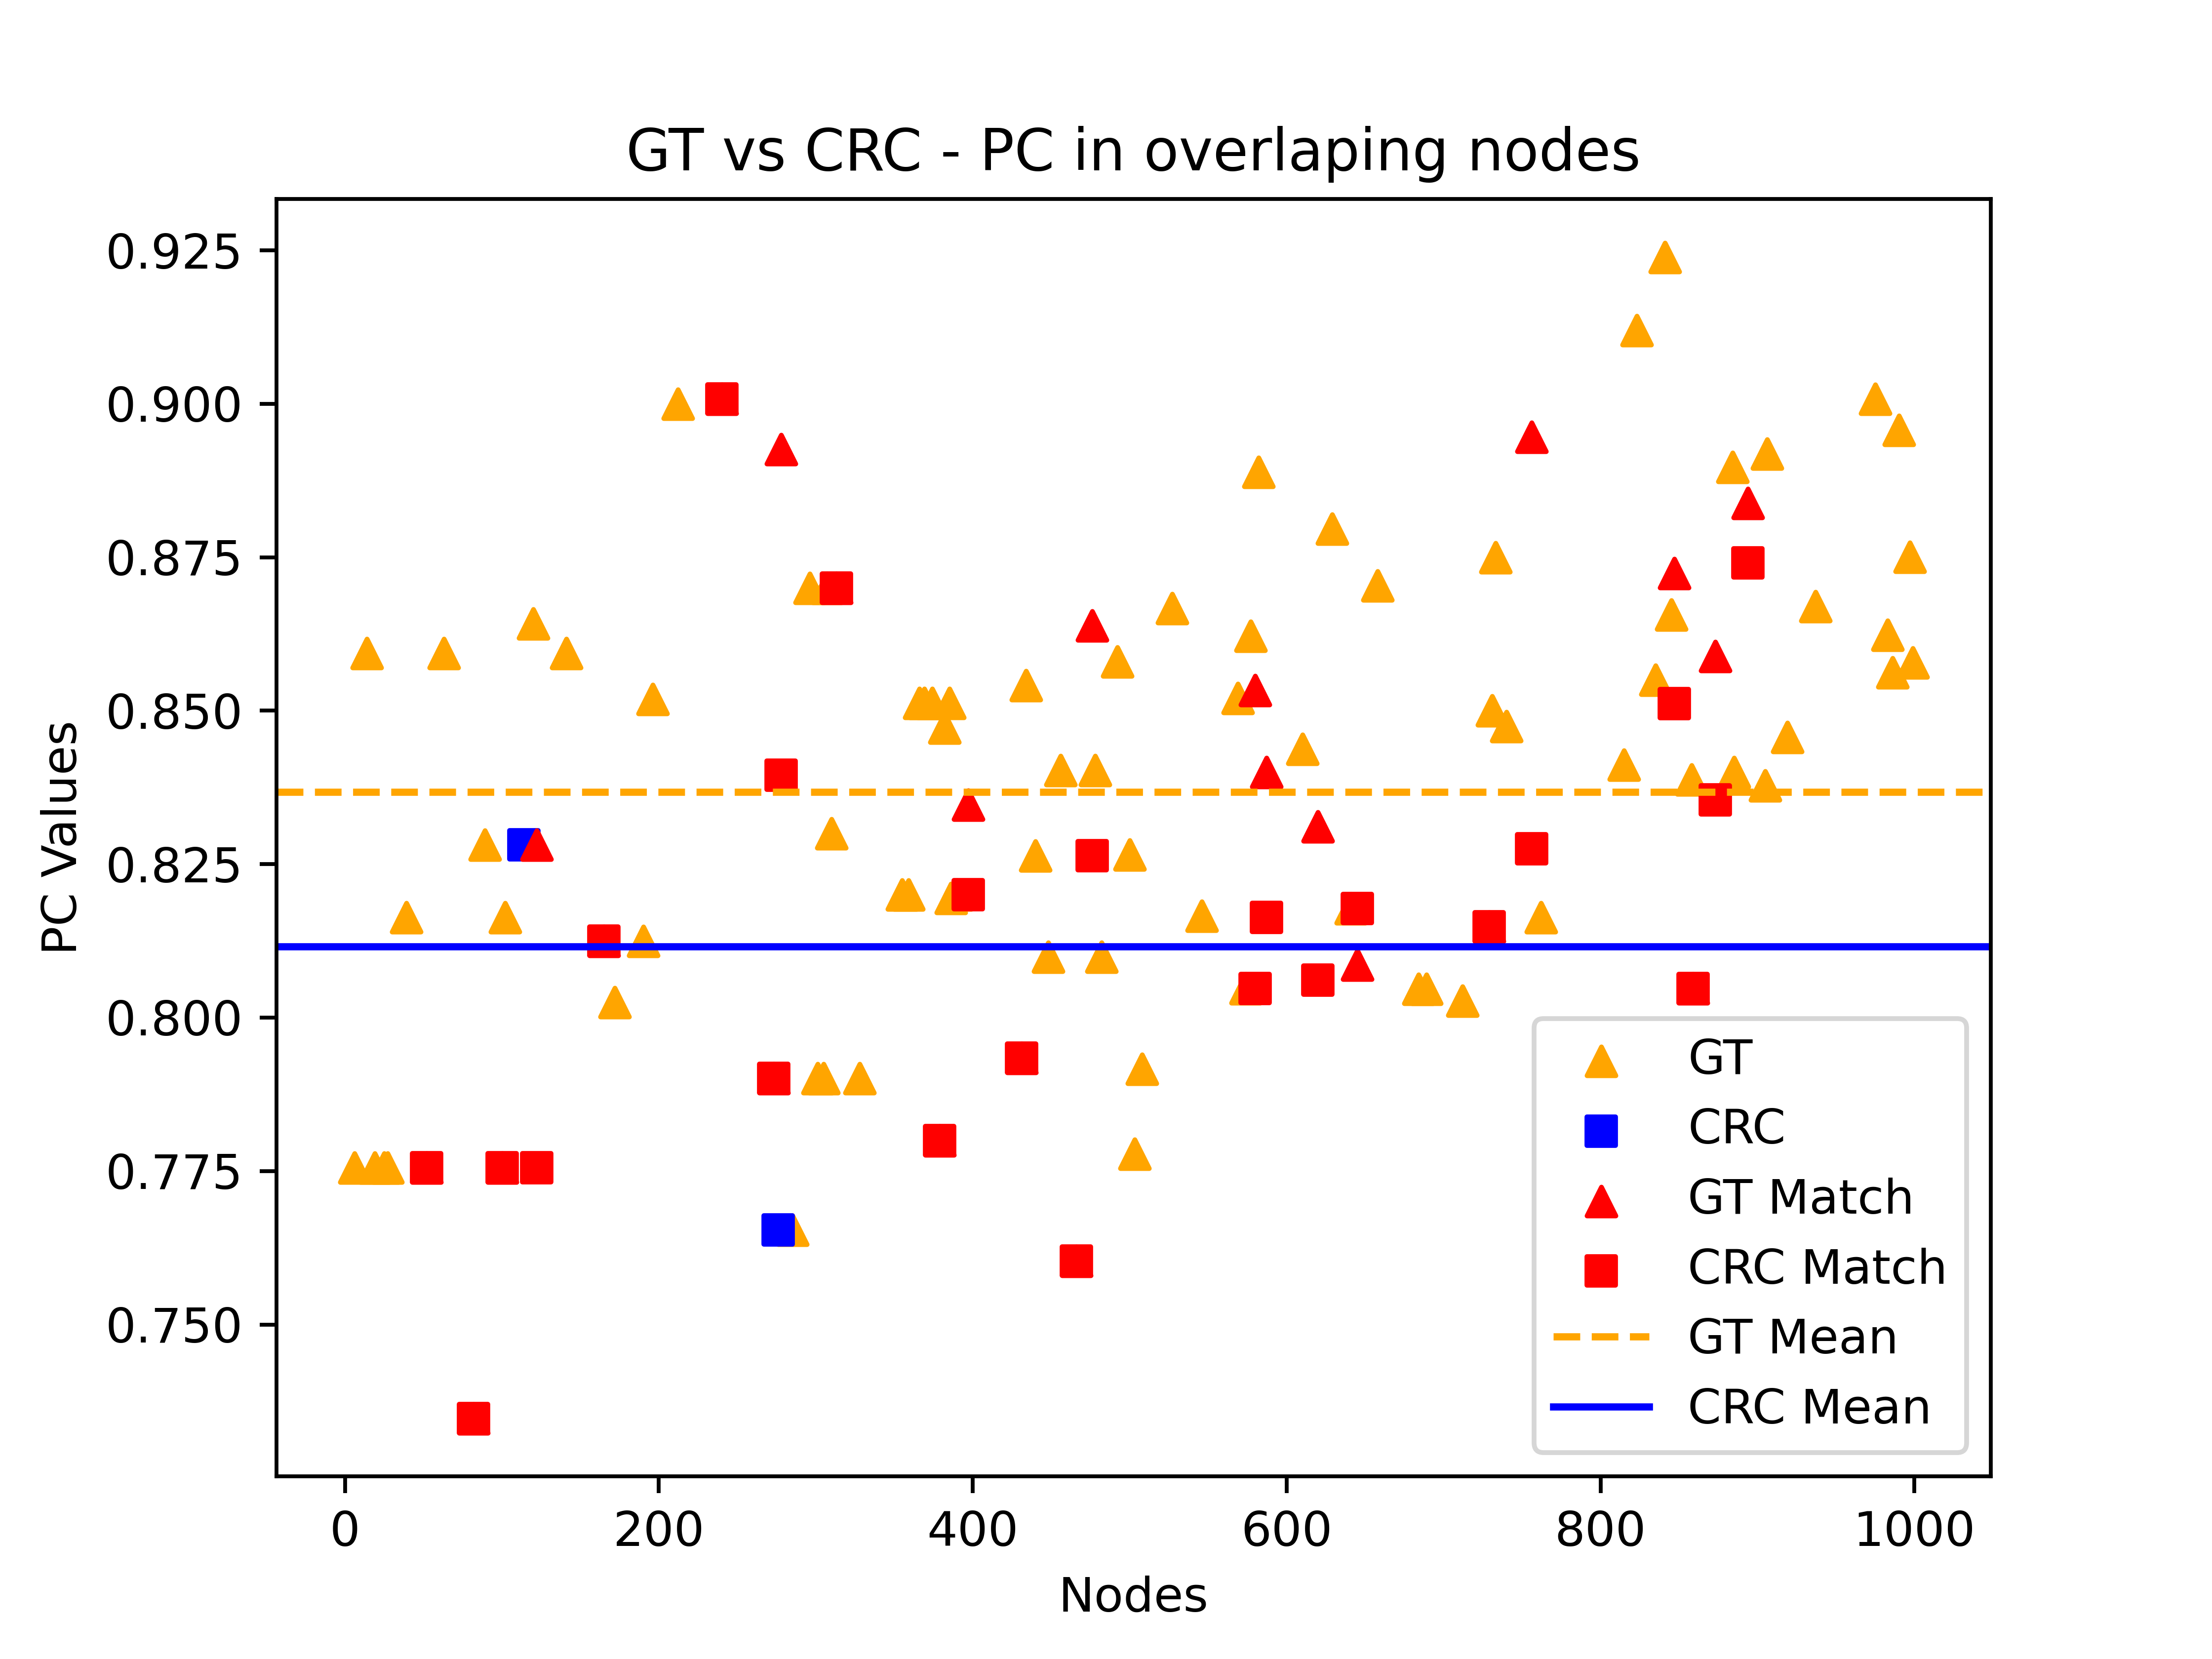 GT vs CRC - PC in overlaping nodes
0.925
0.900
0.875
0.850
0.825
0.800
0.775
0.750
PC Values
GT
CRC
GT Match
CRC Match
GT Mean
CRC Mean
0 200 400 600 800 1000
Nodes